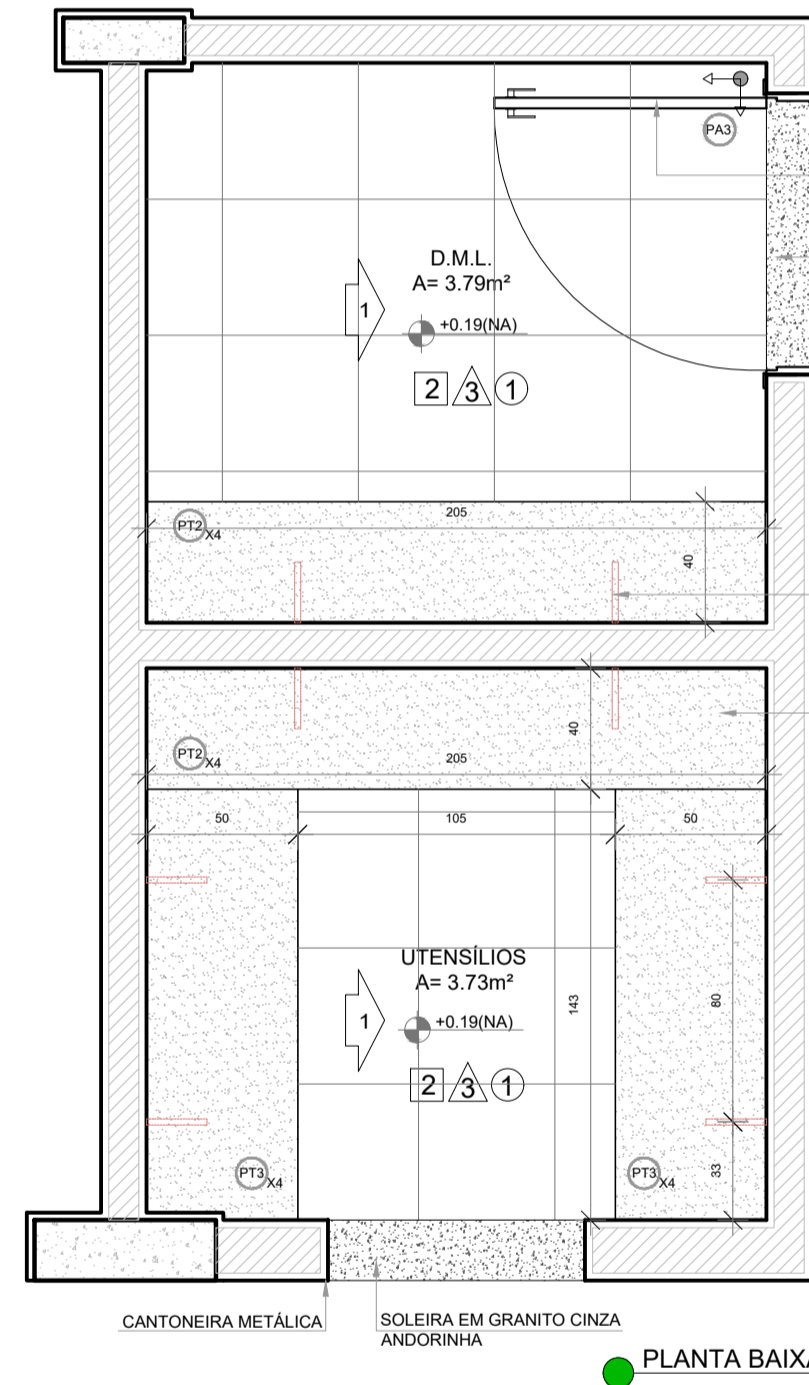 PA3
D.M.L.
A= 3.79m²
1
+0.19(NA)
2 3 1
205
PT2
X4
40
40
PT2
X4
205
50
105
50
UTENSÍLIOS
A= 3.73m²
143
80
1
+0.19(NA)
2 3 1
PT3
X4
PT3
X4
33
CANTONEIRA METÁLICA
SOLEIRA EM GRANITO CINZA
ANDORINHA
PLANTA BAIXA